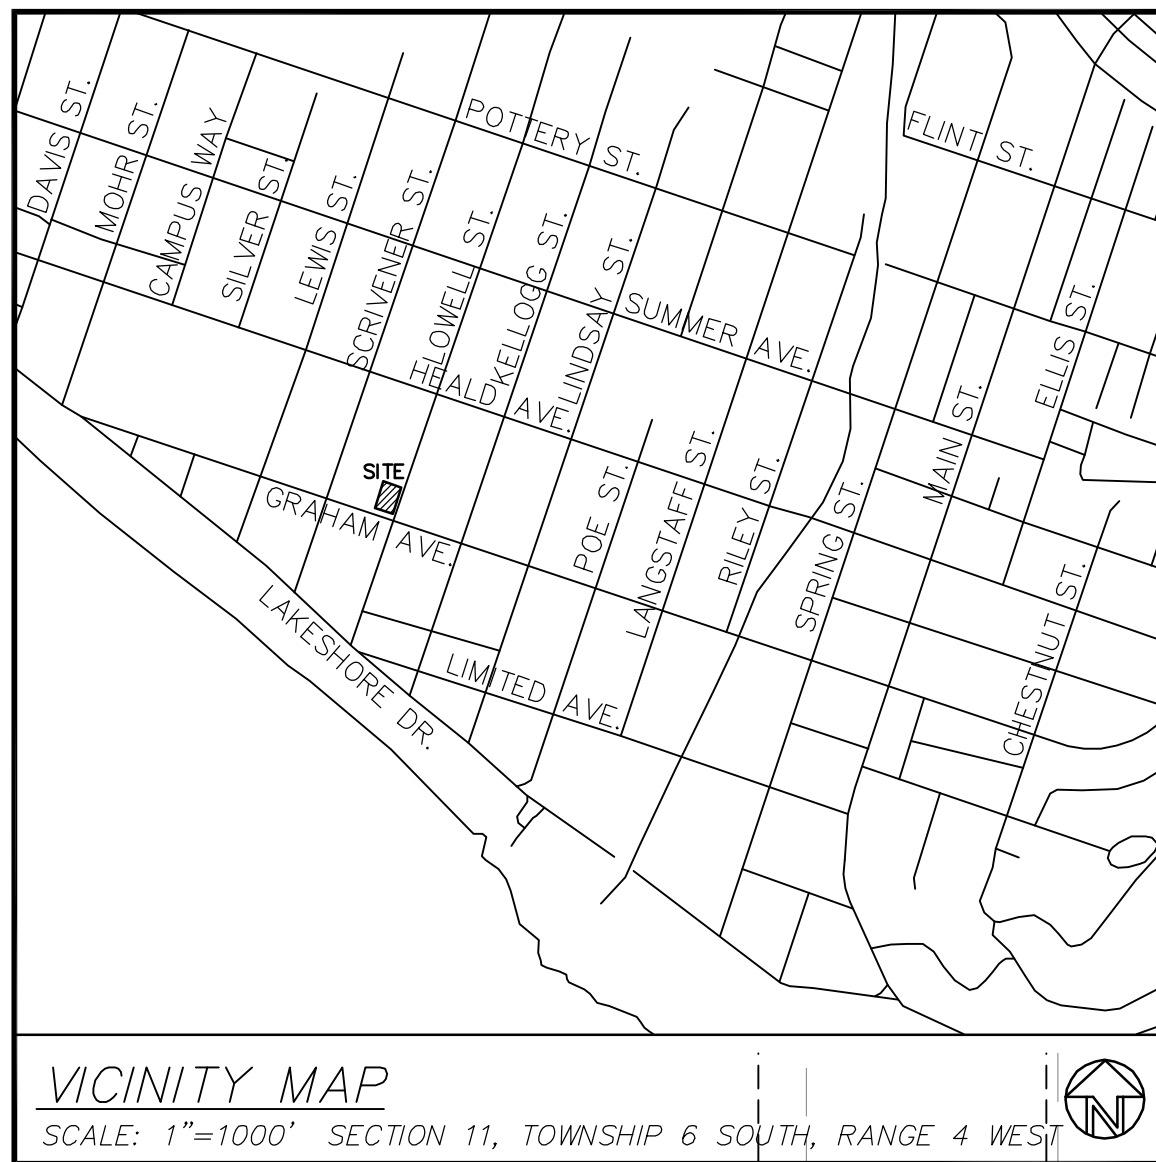 DAVIS ST.
MOHR ST.
CAMPUS WAY
SILVER ST.
LEWIS ST.
SCRIVENER ST.
FLOWELL ST.
KELLOGG ST.
LINDSAY ST.
POTTERY ST.
FLINT ST.
SUMMER AVE.
HEALD AVE.
ELLIS ST.
MAIN ST.
SITE
GRAHAM AVE.
POE ST.
LANGSTAFF ST.
RILEY ST.
SPRING ST.
CHESTNUT ST.
LAKESHORE DR.
LIMITED AVE.
VICINITY MAP
N
SCALE: 1"=1000' SECTION 11, TOWNSHIP 6 SOUTH, RANGE 4 WEST